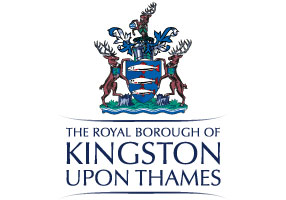 THE ROYAL BOROUGH OF
KINGSTON
UPON THAMES